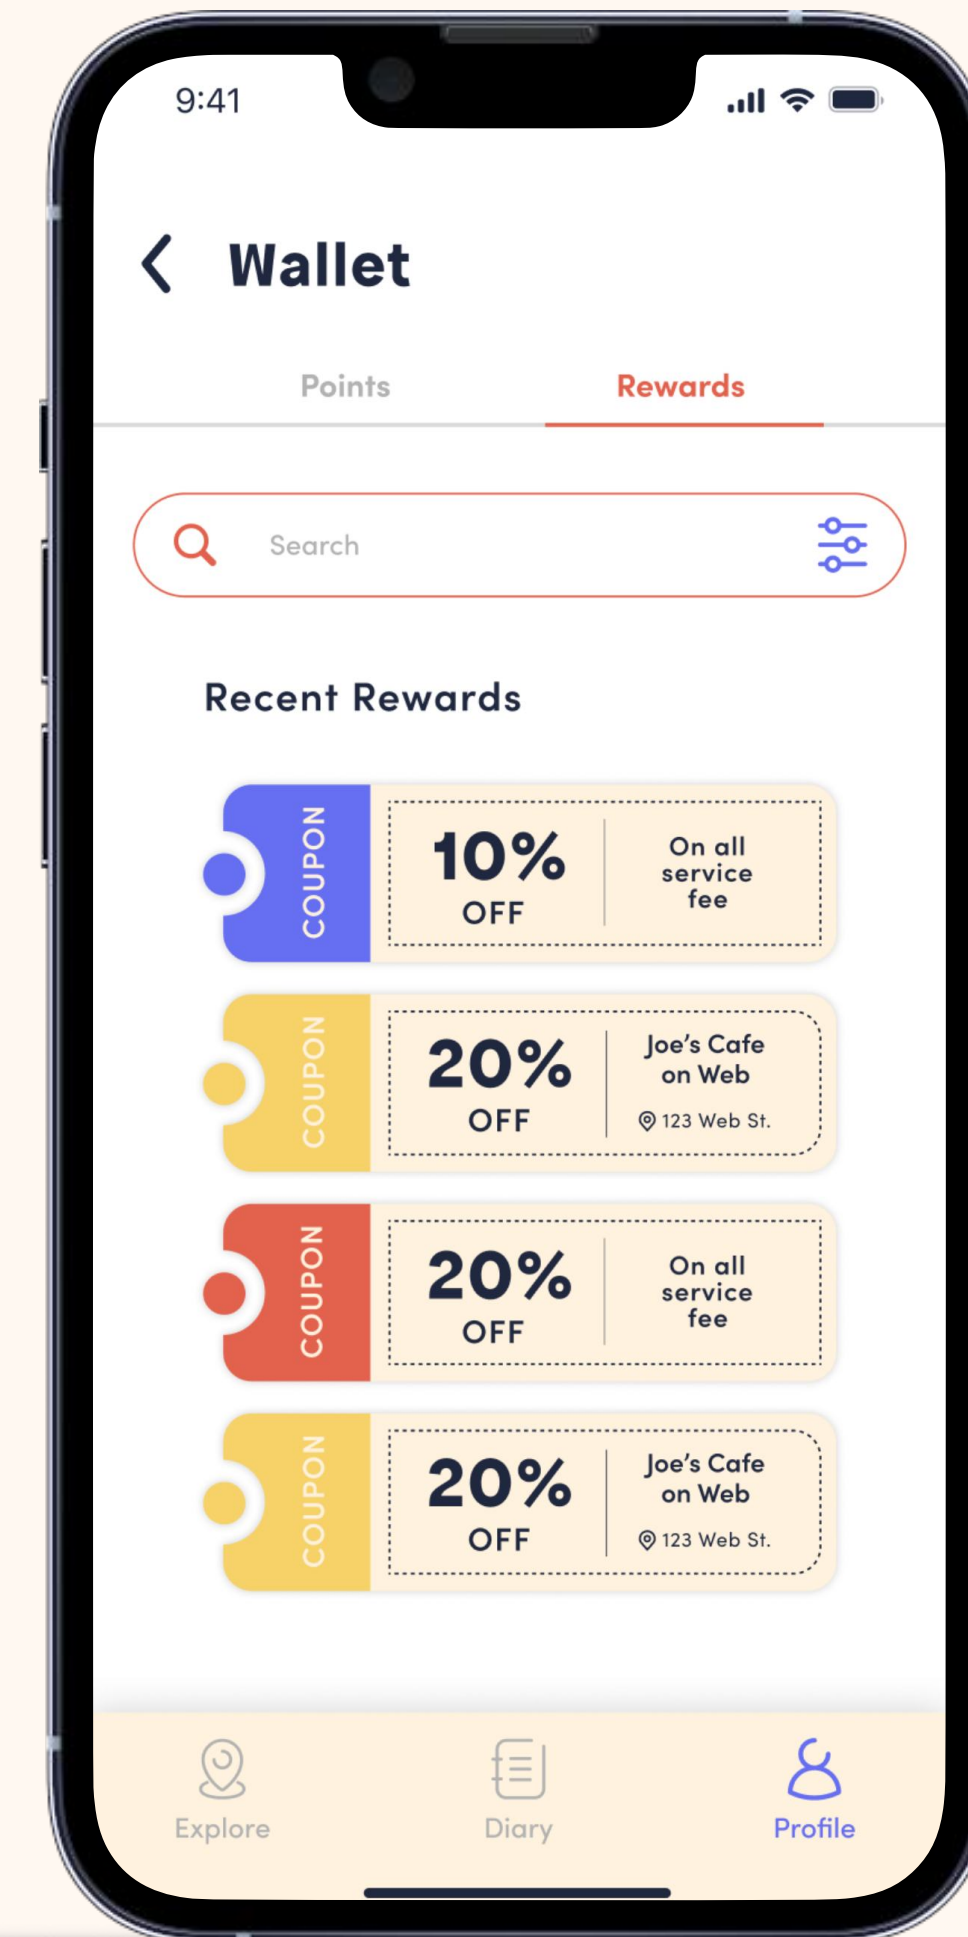 9:41
Wallet
Points
Rewards
Search
Recent Rewards
COUPON
10%
OFF
On all
service
fee
COUPON
20%
OFF
Joe's Cafe
on Web
123 Web St.
COUPON
20%
OFF
On all
service
fee
COUPON
20%
OFF
Joe's Cafe
on Web
123 Web St.
Explore
Diary
Profile